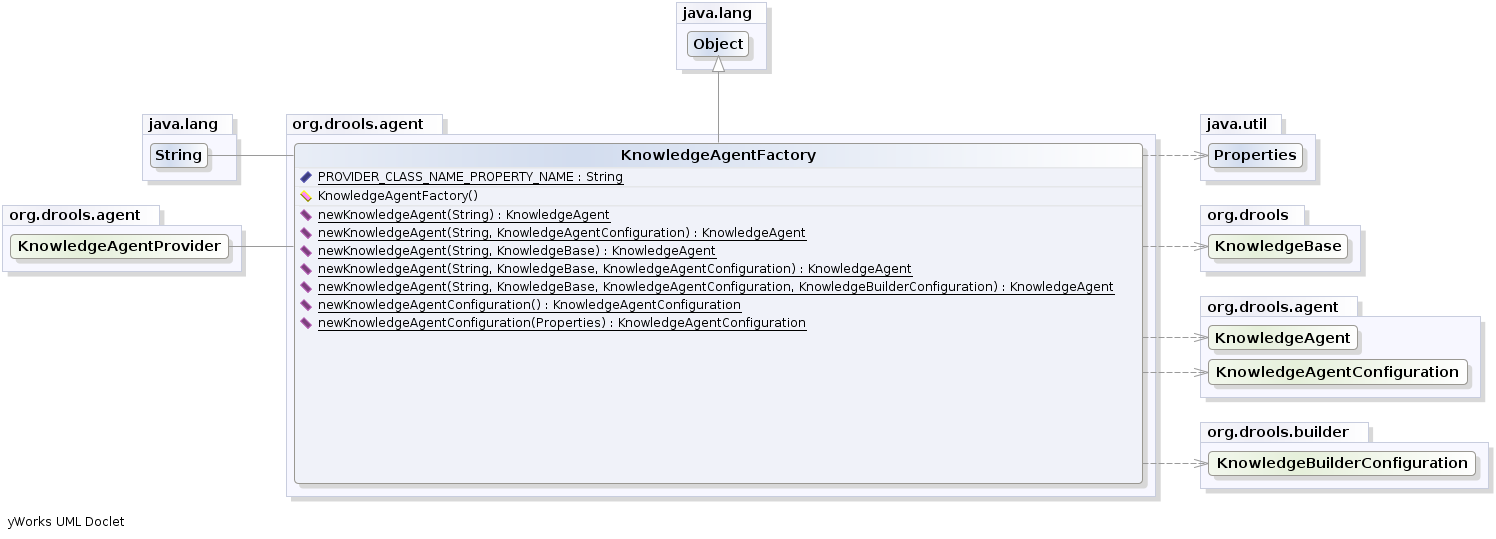 java.lang
Object
java.lang
String
org.drools.agent
KnowledgeAgentProvider
org.drools.agent
KnowledgeAgentFactory
PROVIDER_CLASS_NAME_PROPERTY_NAME : String
KnowledgeAgentFactory()
newKnowledgeAgent(String) : KnowledgeAgent
newKnowledgeAgent(String, KnowledgeAgentConfiguration) : KnowledgeAgent
newKnowledgeAgent(String, KnowledgeBase) : KnowledgeAgent
newKnowledgeAgent(String, KnowledgeBase, KnowledgeAgentConfiguration) : KnowledgeAgent
newKnowledgeAgent(String, KnowledgeBase, KnowledgeAgentConfiguration, KnowledgeBuilderConfiguration) : KnowledgeAgent
newKnowledgeAgentConfiguration() : KnowledgeAgentConfiguration
newKnowledgeAgentConfiguration(Properties) : KnowledgeAgentConfiguration
java.util
Properties
org.drools
KnowledgeBase
org.drools.agent
KnowledgeAgent
KnowledgeAgentConfiguration
org.drools.builder
KnowledgeBuilderConfiguration
yWorks UML Doclet